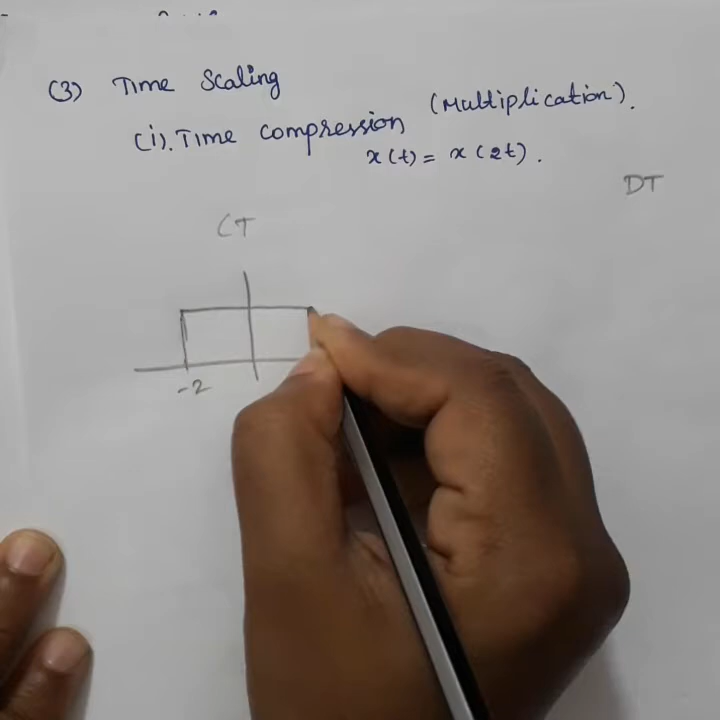 (3) Time Scaling
(i). Time compression (Multiplication).
x(t) = x(2t).
DT
CT
-2